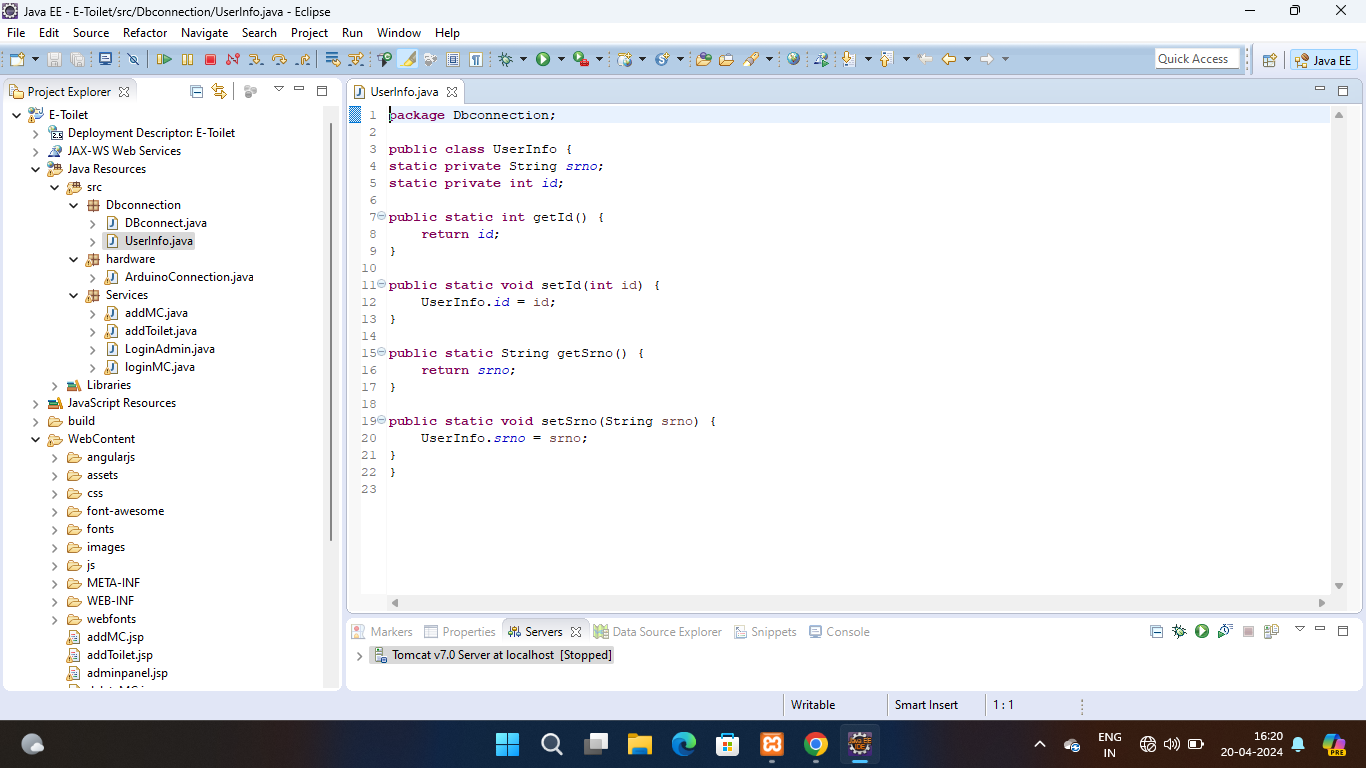 Java EE - E-Toilet/src/Dbconnection/UserInfo.java - Eclipse
File Edit Source Refactor Navigate Search Project Run Window Help
Quick Access
Java EE
Project Explorer
E-Toilet
Deployment Descriptor: E-Toilet
JAX-WS Web Services
Java Resources
src
Dbconnection
DBconnect.java
UserInfo.java
hardware
ArduinoConnection.java
Services
addMC.java
addToilet.java
LoginAdmin.java
loginMC.java
Libraries
JavaScript Resources
build
WebContent
angularjs
assets
css
font-awesome
fonts
images
js
META-INF
WEB-INF
webfonts
addMC.jsp
addToilet.jsp
adminpanel.jsp
UserInfo.java
1 package Dbconnection;
2
3 public class UserInfo {
4 static private String srno;
5 static private int id;
6
7 public static int getId() {
8 return id;
9 }
10
11 public static void setId(int id) {
12 UserInfo.id = id;
13 }
14
15 public static String getSrno() {
16 return srno;
17 }
18
19 public static void setSrno(String srno) {
20 UserInfo.srno = srno;
21 }
22 }
23
Markers Properties Servers Data Source Explorer Snippets Console
Tomcat v7.0 Server at localhost [Stopped]
Writable Smart Insert 1 : 1
ENG
IN
16:20
20-04-2024
PRE